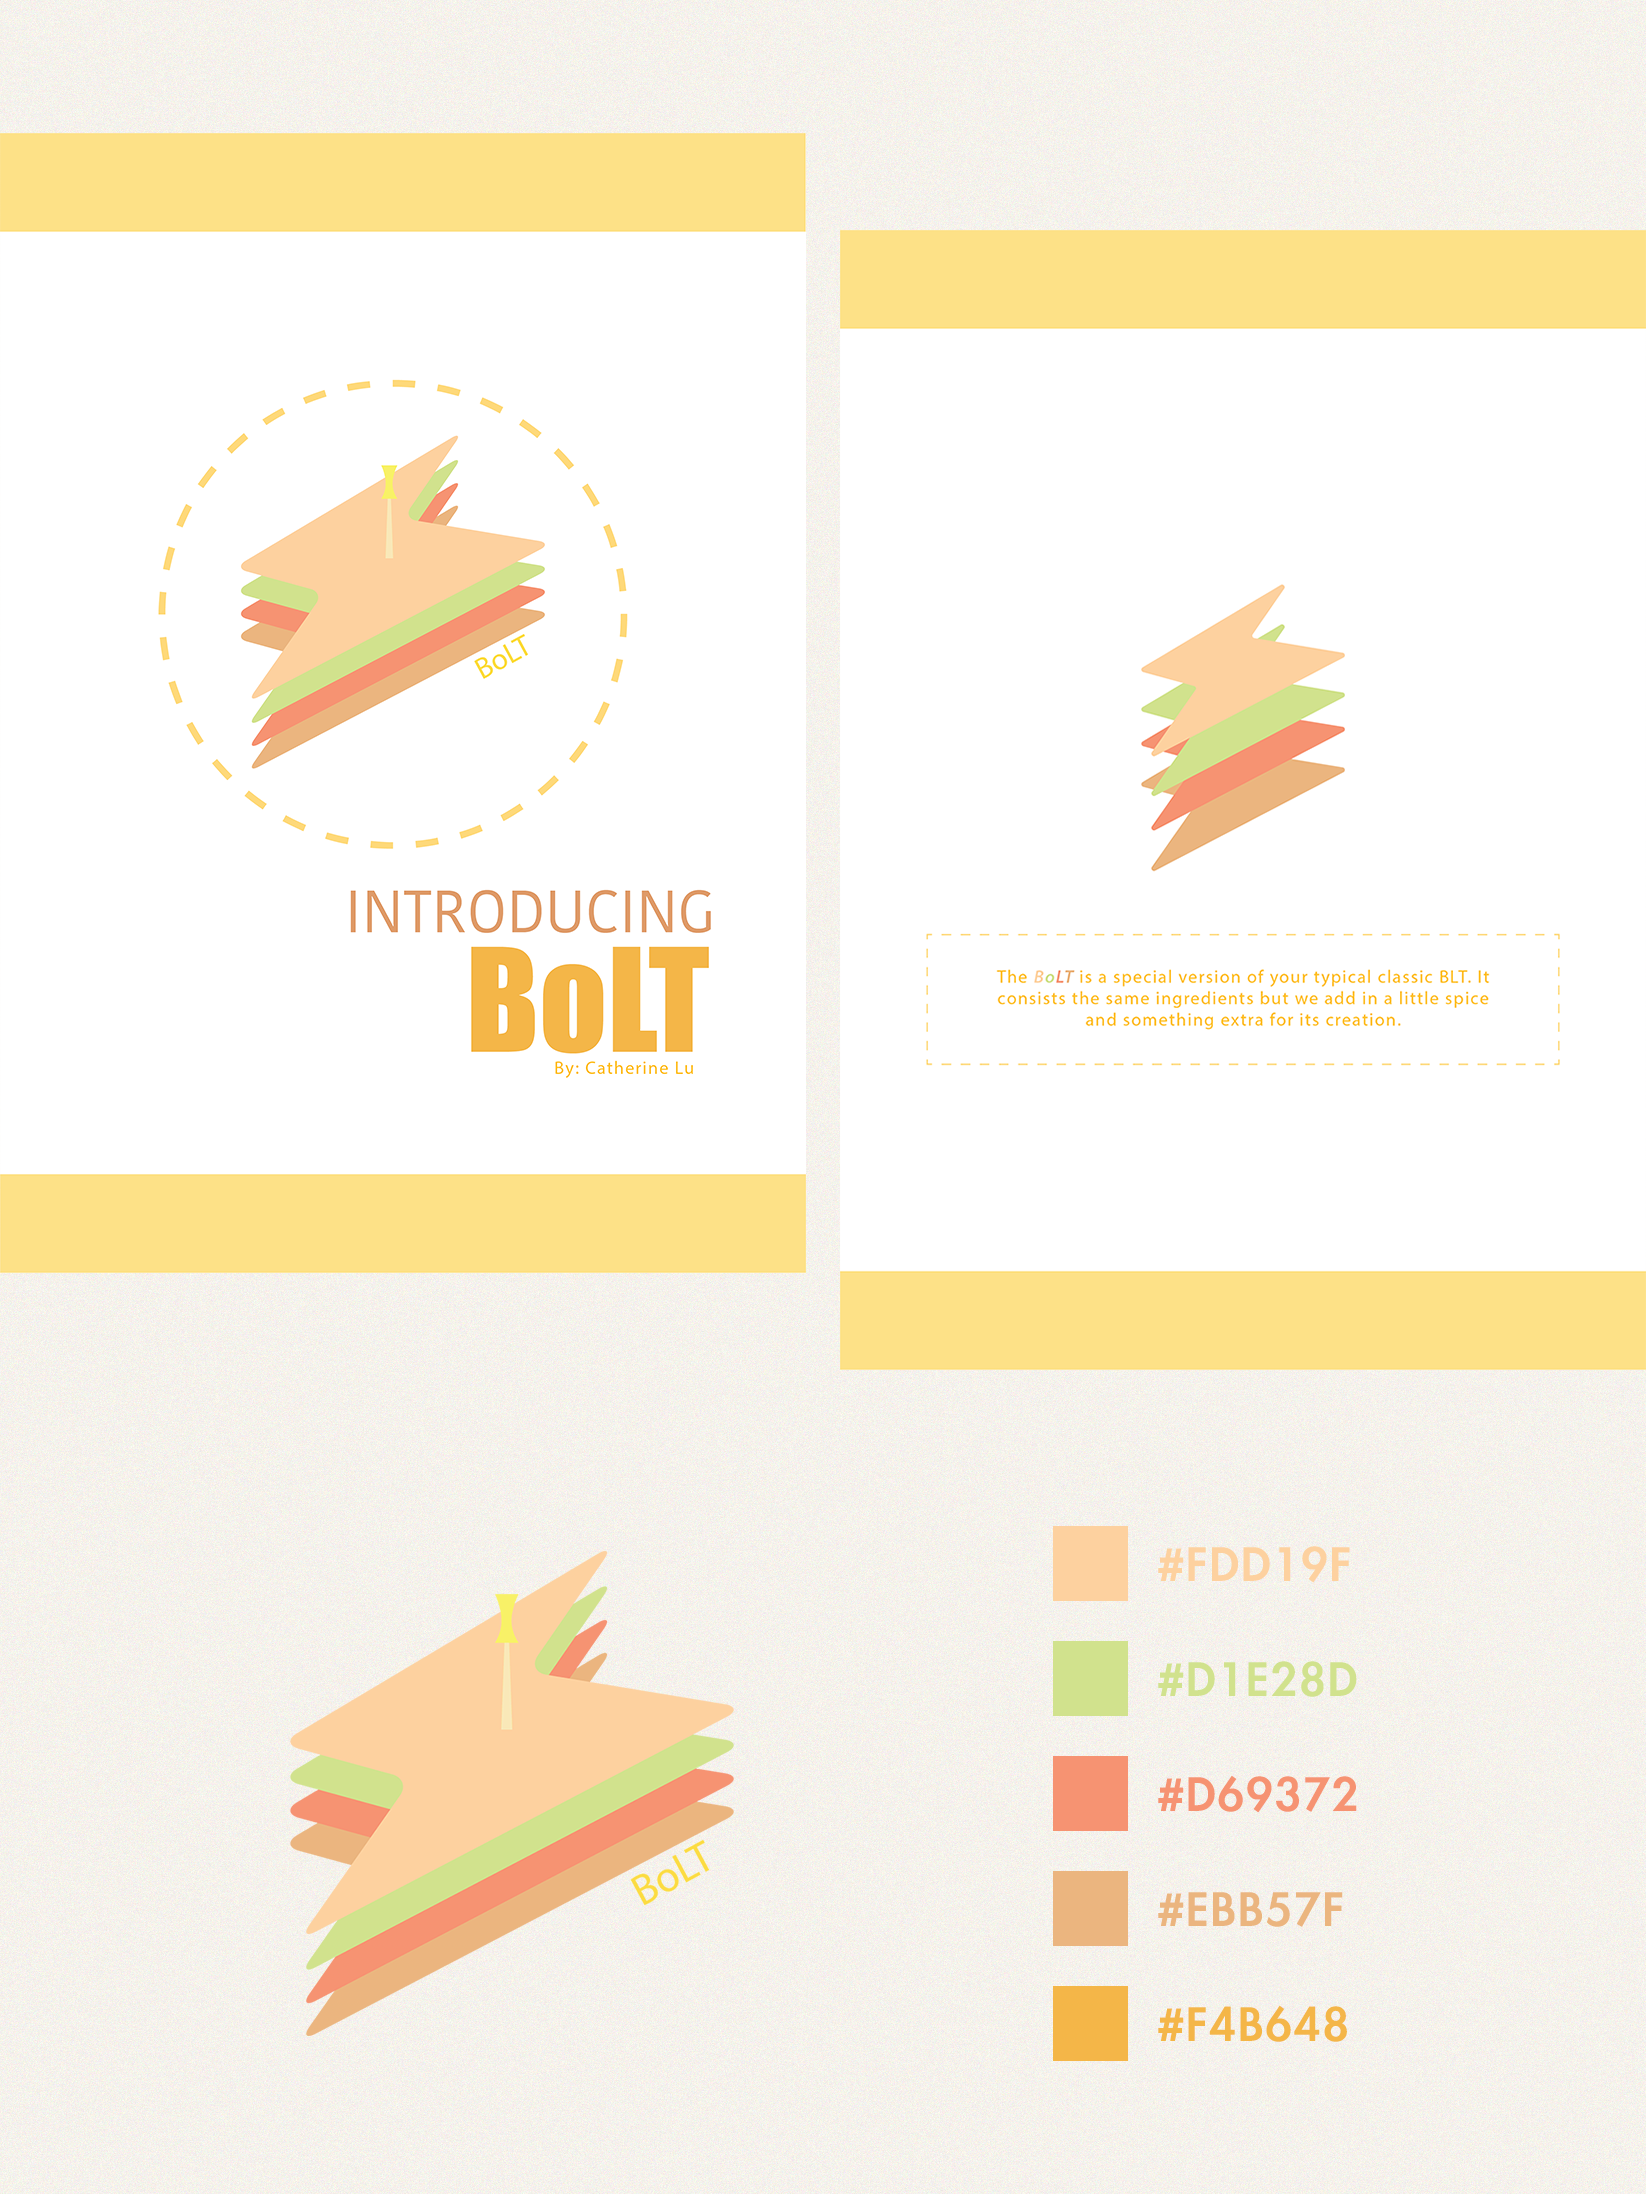 BoLT
INTRODUCING
BoLT
By: Catherine Lu
The BoLT is a special version of your typical classic BLT. It
consists the same ingredients but we add in a little spice
and something extra for its creation.
BoLT
#FDD19F
#D1E28D
#D69372
#EBB57F
#F4B648